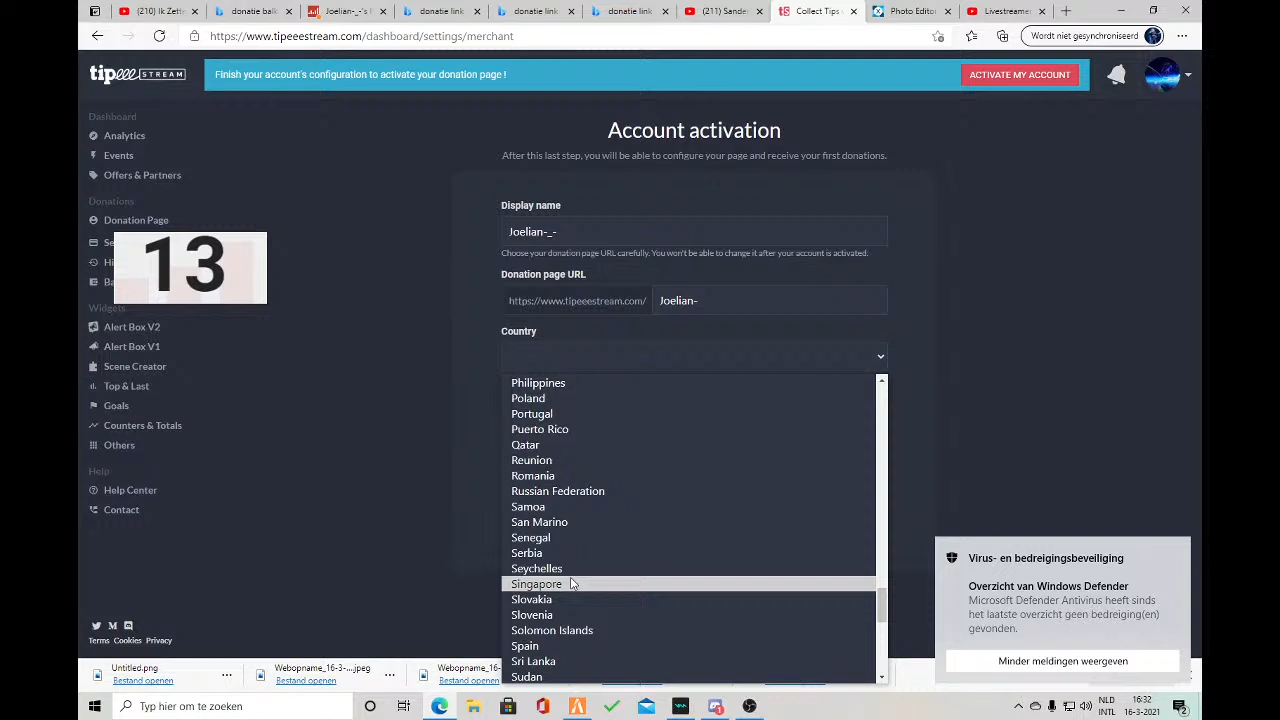 (210) Ik Zett
donatie balk
Joelian-_-'s
donatie link
donatie link
donatie link
(211) Sander
Collect Tips
Photo Editor
Livestreamer
https://www.tipeeestream.com/dashboard/settings/merchant
Wordt niet gesynchroniseerd
tipeee STREAM
Finish your account's configuration to activate your donation page !
ACTIVATE MY ACCOUNT
Dashboard
Analytics
Events
Offers & Partners
Donations
Donation Page
Se
Hi
Ba
13
Widgets
Alert Box V2
Alert Box V1
Scene Creator
Top & Last
Goals
Counters & Totals
Others
Help
Help Center
Contact
Terms Cookies Privacy
Account activation
After this last step, you will be able to configure your page and receive your first donations.
Display name
Joelian-_-
Choose your donation page URL carefully. You won't be able to change it after your account is activated.
Donation page URL
https://www.tipeeestream.com/ Joelian-
Country
Philippines
Poland
Portugal
Puerto Rico
Qatar
Reunion
Romania
Russian Federation
Samoa
San Marino
Senegal
Serbia
Seychelles
Singapore
Slovakia
Slovenia
Solomon Islands
Spain
Sri Lanka
Sudan
Virus- en bedreigingsbeveiliging
Overzicht van Windows Defender
Microsoft Defender Antivirus heeft sinds
het laatste overzicht geen bedreiging(en)
gevonden.
Minder meldingen weergeven
Untitled.png
Bestand openen
Webopname_16-3-....jpeg
Bestand openen
Webopname_16-
Bestand openen
Typ hier om te zoeken
NLD
INTL
16:32
16-3-2021
2